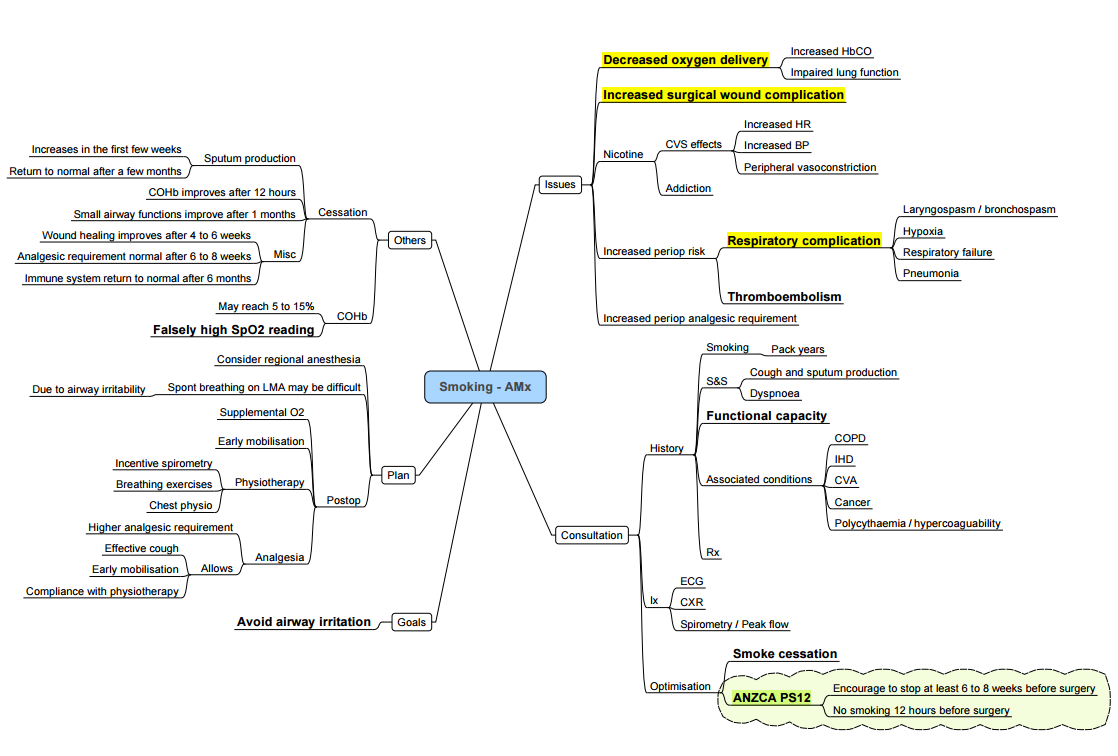 Smoking - AMx
Issues
Decreased oxygen delivery
Increased HbCO
Impaired lung function
Increased surgical wound complication
Nicotine
CVS effects
Increased HR
Increased BP
Peripheral vasoconstriction
Addiction
Increased periop risk
Respiratory complication
Laryngospasm / bronchospasm
Hypoxia
Respiratory failure
Pneumonia
Thromboembolism
Increased periop analgesic requirement
Consultation
History
Smoking
Pack years
S&S
Cough and sputum production
Dyspnoea
Functional capacity
Associated conditions
COPD
IHD
CVA
Cancer
Polycythaemia / hypercoaguability
Rx
Ix
ECG
CXR
Spirometry / Peak flow
Optimisation
Smoke cessation
ANZCA PS12
Encourage to stop at least 6 to 8 weeks before surgery
No smoking 12 hours before surgery
Others
Cessation
Sputum production
Increases in the first few weeks
Return to normal after a few months
COHb improves after 12 hours
Small airway functions improve after 1 months
Misc
Wound healing improves after 4 to 6 weeks
Analgesic requirement normal after 6 to 8 weeks
Immune system return to normal after 6 months
COHb
May reach 5 to 15%
Falsely high SpO2 reading
Plan
Consider regional anesthesia
Spont breathing on LMA may be difficult
Due to airway irritability
Postop
Supplemental O2
Early mobilisation
Physiotherapy
Incentive spirometry
Breathing exercises
Chest physio
Analgesia
Higher analgesic requirement
Allows
Effective cough
Early mobilisation
Compliance with physiotherapy
Goals
Avoid airway irritation